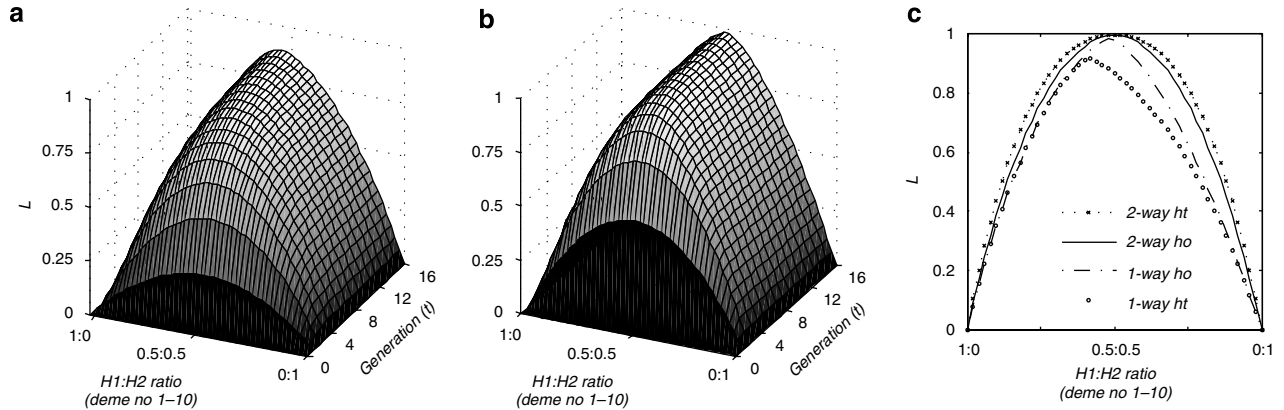 a
1
0.75
0.5
0.25
0
L
1:0
0.5:0.5
0:1
H1:H2 ratio
(deme no 1–10)
0
4
8
12
16
Generation (t)
b
1
0.75
0.5
0.25
0
1:0
0.5:0.5
0:1
H1:H2 ratio
(deme no 1–10)
0
4
8
12
16
Generation (t)
c
1
0.8
0.6
0.4
0.2
0
L
2-way ht
2-way ho
1-way ho
1-way ht
1:0
0.5:0.5
0:1
H1:H2 ratio
(deme no 1–10)